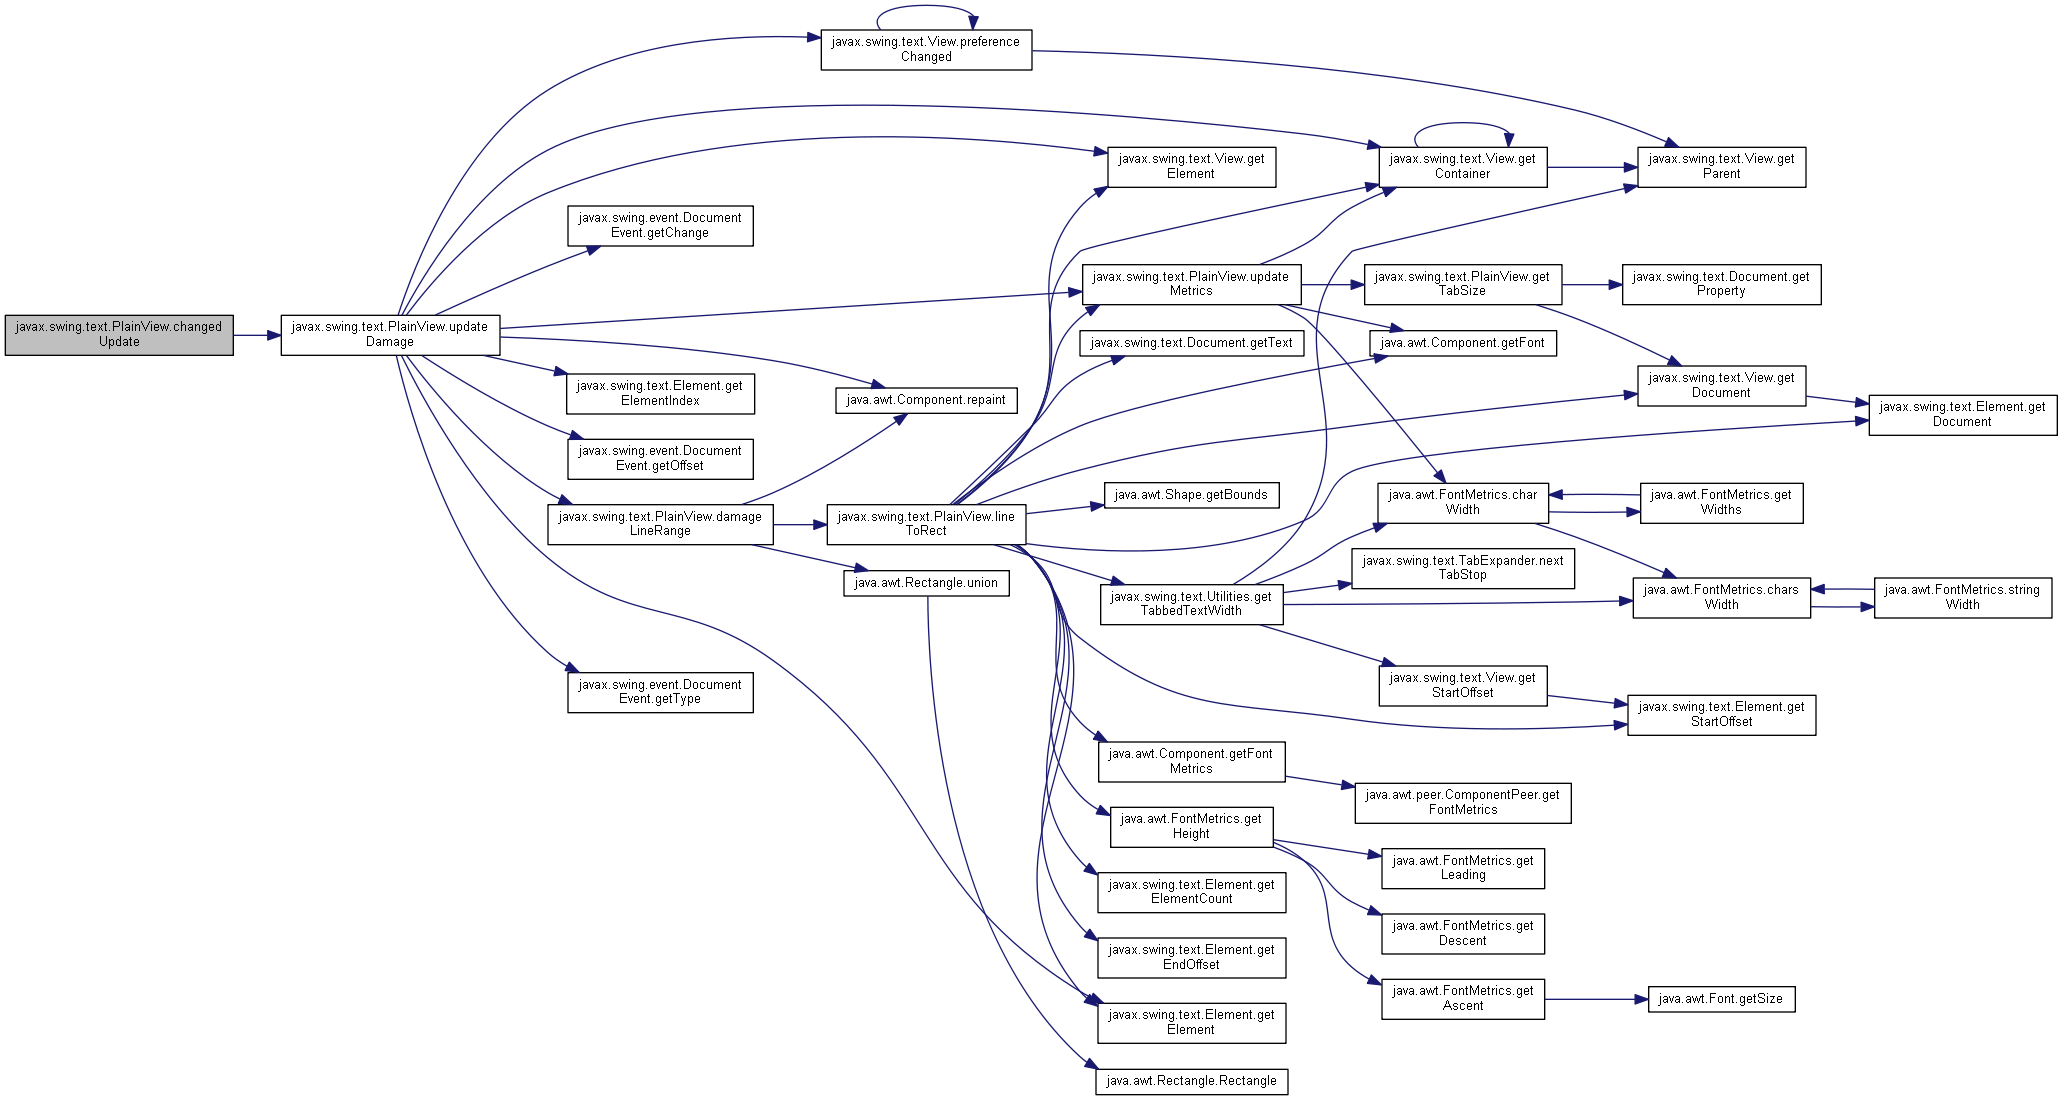 javax.swing.text.View.preference
Changed
javax.swing.text.View.get
Element
javax.swing.text.View.get
Container
javax.swing.text.View.get
Parent
javax.swing.event.Document
Event.getChange
javax.swing.text.PlainView.update
Metrics
javax.swing.text.PlainView.get
TabSize
javax.swing.text.Document.get
Property
javax.swing.text.PlainView.changed
Update
javax.swing.text.PlainView.update
Damage
javax.swing.text.Document.getText
java.awt.Component.getFont
javax.swing.text.Element.get
ElementIndex
java.awt.Component.repaint
javax.swing.text.View.get
Document
javax.swing.text.Element.get
Document
javax.swing.event.Document
Event.getOffset
java.awt.Shape.getBounds
java.awt.FontMetrics.char
Width
java.awt.FontMetrics.get
Widths
javax.swing.text.PlainView.damage
LineRange
javax.swing.text.PlainView.line
ToRect
javax.swing.text.TabExpander.next
TabStop
java.awt.Rectangle.union
javax.swing.text.Utilities.get
TabbedTextWidth
java.awt.FontMetrics.chars
Width
java.awt.FontMetrics.string
Width
javax.swing.event.Document
Event.getType
javax.swing.text.View.get
StartOffset
javax.swing.text.Element.get
StartOffset
java.awt.Component.getFont
Metrics
java.awt.peer.ComponentPeer.get
FontMetrics
java.awt.FontMetrics.get
Height
java.awt.FontMetrics.get
Leading
javax.swing.text.Element.get
ElementCount
java.awt.FontMetrics.get
Descent
javax.swing.text.Element.get
EndOffset
java.awt.FontMetrics.get
Ascent
java.awt.Font.getSize
javax.swing.text.Element.get
Element
java.awt.Rectangle.Rectangle